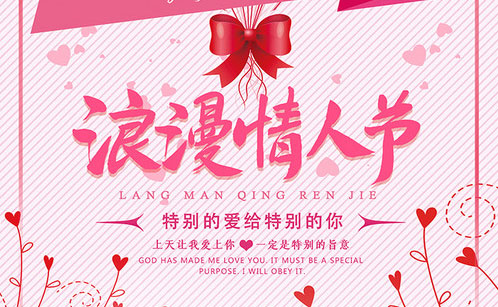 浪漫情人节
LANG MAN QING REN JIE
特别的爱给特别的你
上天让我爱上你 一定是特别的旨意
GOD HAS MADE ME LOVE YOU. IT MUST BE A SPECIAL
PURPOSE. I WILL OBEY IT.